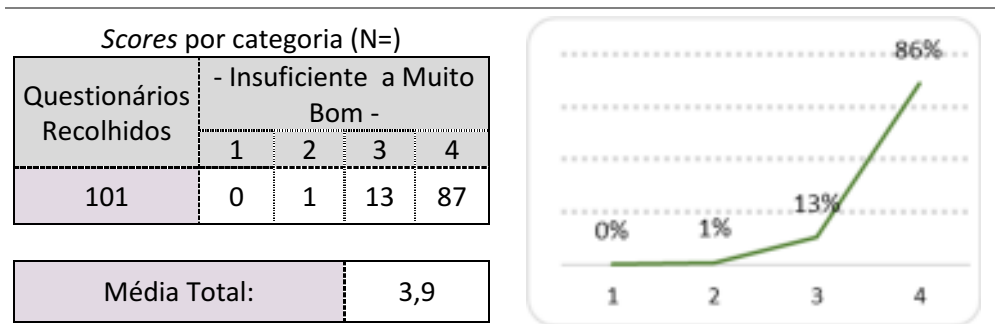 Scores por categoria (N=)
Questionários Recolhidos
- Insuficiente a Muito
Bom -
1 2 3 4
101 0 1 13 87
Média Total: 3,9
86%
13%
0% 1%
1 2 3 4